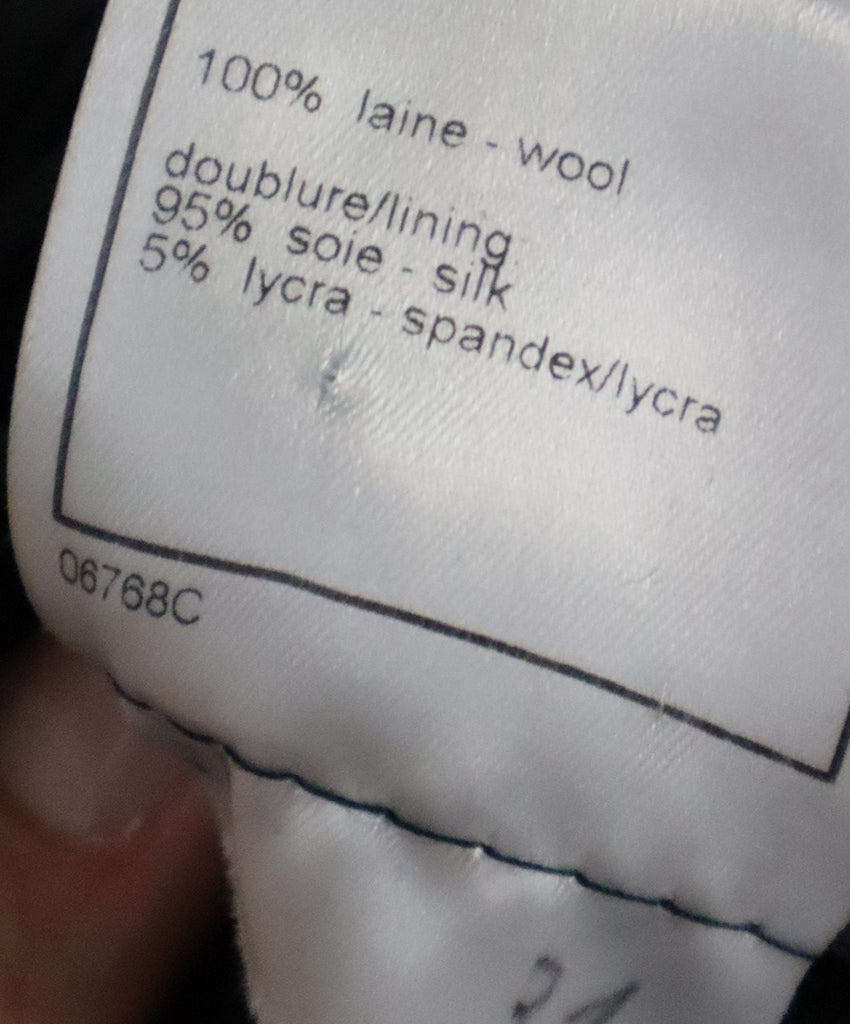 100% laine - wool
doublure/lining
95% soie - silk
5% lycra - spandex/lycra
06768C